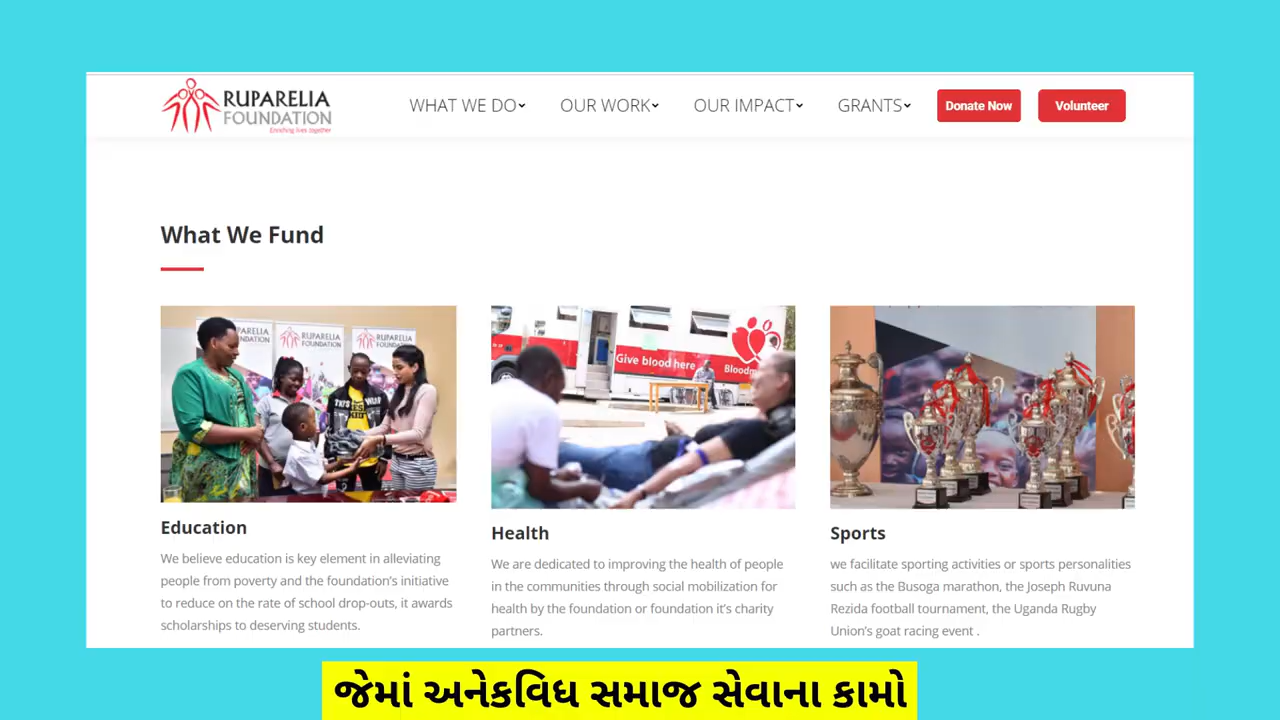 RUPARELIA
FOUNDATION
Enriching lives together
WHAT WE DO
OUR WORK
OUR IMPACT
GRANTS
Donate Now
Volunteer
What We Fund
RUPARELIA
FOUNDATION
RUPARELIA
FOUNDATION
Give blood here
Education
We believe education is key element in alleviating
people from poverty and the foundation's initiative
to reduce on the rate of school drop-outs, it awards
scholarships to deserving students.
Health
We are dedicated to improving the health of people
in the communities through social mobilization for
health by the foundation or foundation it's charity
partners.
Sports
we facilitate sporting activities or sports personalities
such as the Busoga marathon, the Joseph Ruvuna
Rezida football tournament, the Uganda Rugby
Union's goat racing event .
જેમાં અનેકવિધ સમાજ સેવાના કામો